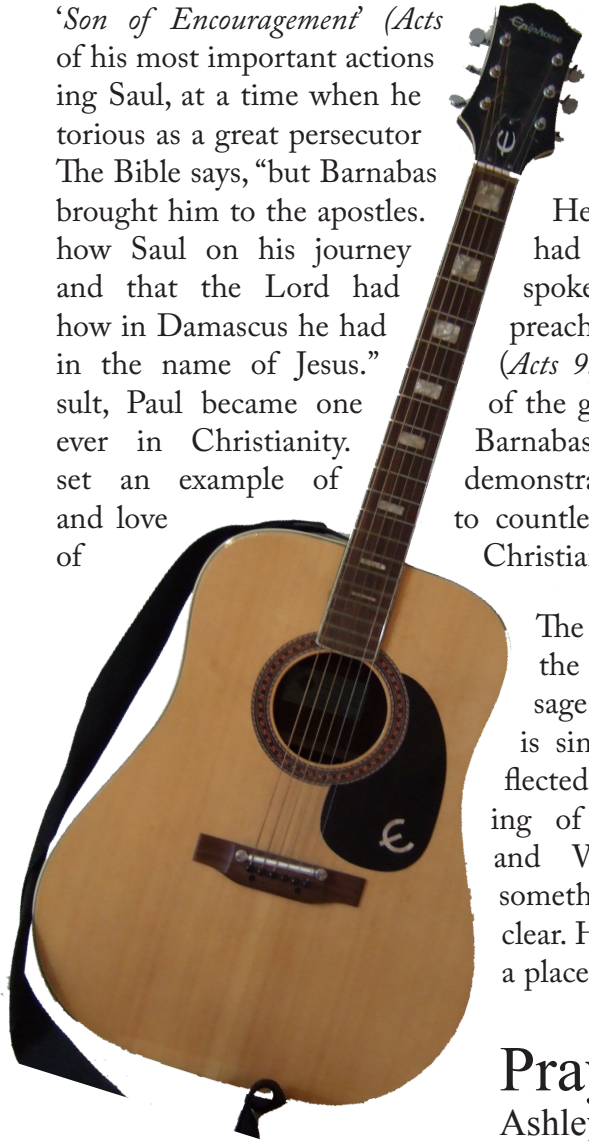 ‘Son of Encouragement’ (Acts
of his most important actions
ing Saul, at a time when he
torious as a great persecutor
The Bible says, “but Barnabas
brought him to the apostles. He
how Saul on his journey had
and that the Lord had spoke
how in Damascus he had preach
in the name of Jesus.” (Acts 9
sult, Paul became one of the g
ever in Christianity. Barnabas
set an example of demonstra
and love to countle
of Christia
The
the
sage
is sin
flected
ing of
and V
someth
clear. H
a place
Pray
Ashley
Epiphone